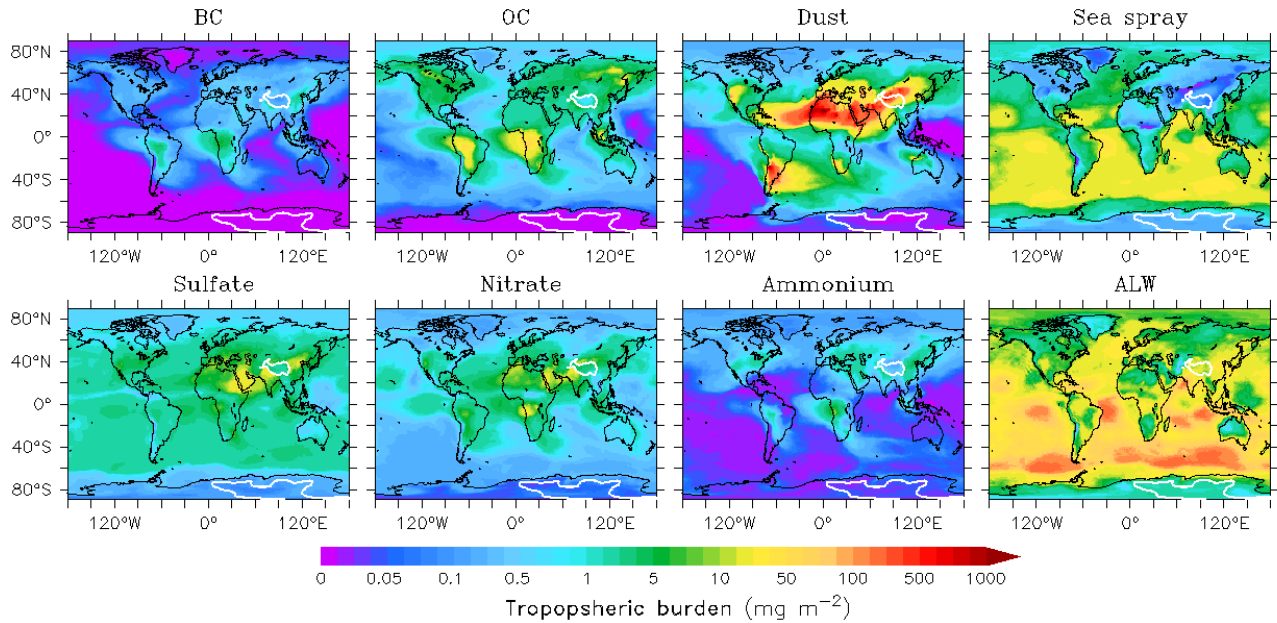 BC OC Dust Sea spray
80°N
40°N
0°
40°S
80°S
120°W 0° 120°E 120°W 0° 120°E 120°W 0° 120°E 120°W 0° 120°E
Sulfate Nitrate Ammonium ALW
80°N
40°N
0°
40°S
80°S
120°W 0° 120°E 120°W 0° 120°E 120°W 0° 120°E 120°W 0° 120°E
0 0.05 0.1 0.5 1 5 10 50 100 500 1000
Tropopsheric burden (mg m⁻²)